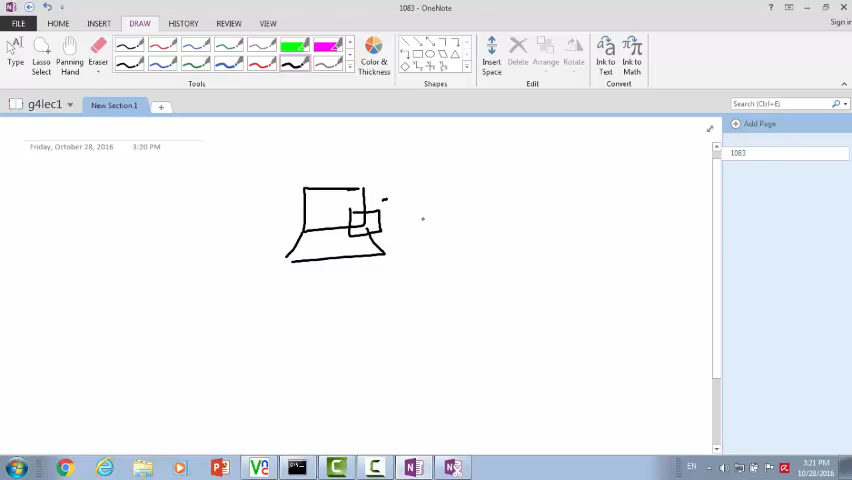 1083 - OneNote
FILE HOME INSERT DRAW HISTORY REVIEW VIEW
Sign in
Type
Lasso Select
Panning Hand
Eraser
Color & Thickness
Insert Space
Delete
Arrange
Rotate
Ink to Text
Ink to Math
Tools
Shapes
Edit
Convert
g4lec1
New Section 1
Search (Ctrl+E)
Add Page
1083
Friday, October 28, 2016 3:20 PM
EN
3:21 PM
10/28/2016